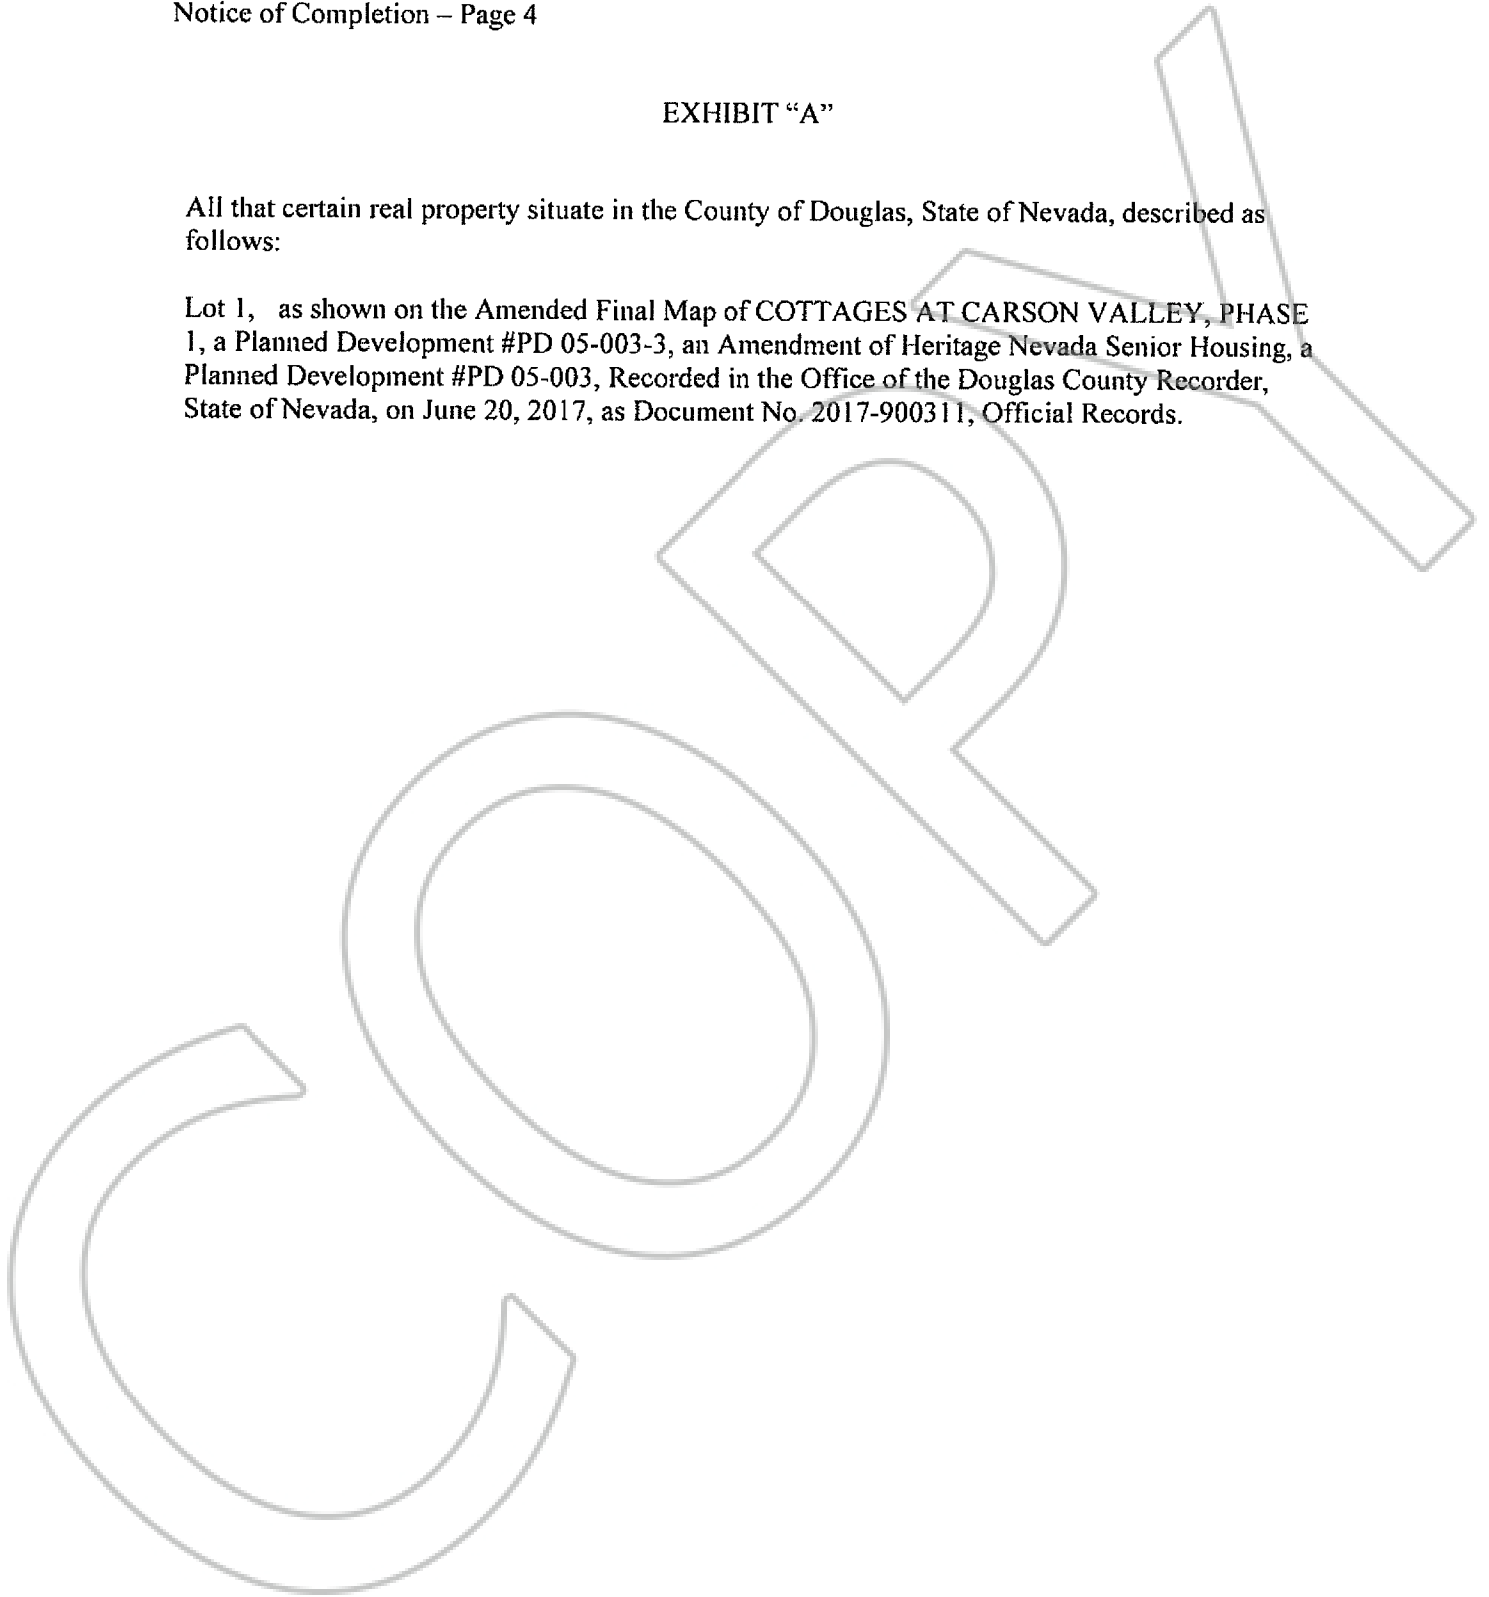 Notice of Completion – Page 4
EXHIBIT “A”
All that certain real property situate in the County of Douglas, State of Nevada, described as
follows:
Lot 1, as shown on the Amended Final Map of COTTAGES AT CARSON VALLEY, PHASE
1, a Planned Development #PD 05-003-3, an Amendment of Heritage Nevada Senior Housing, a
Planned Development #PD 05-003, Recorded in the Office of the Douglas County Recorder,
State of Nevada, on June 20, 2017, as Document No. 2017-900311, Official Records.
COPY